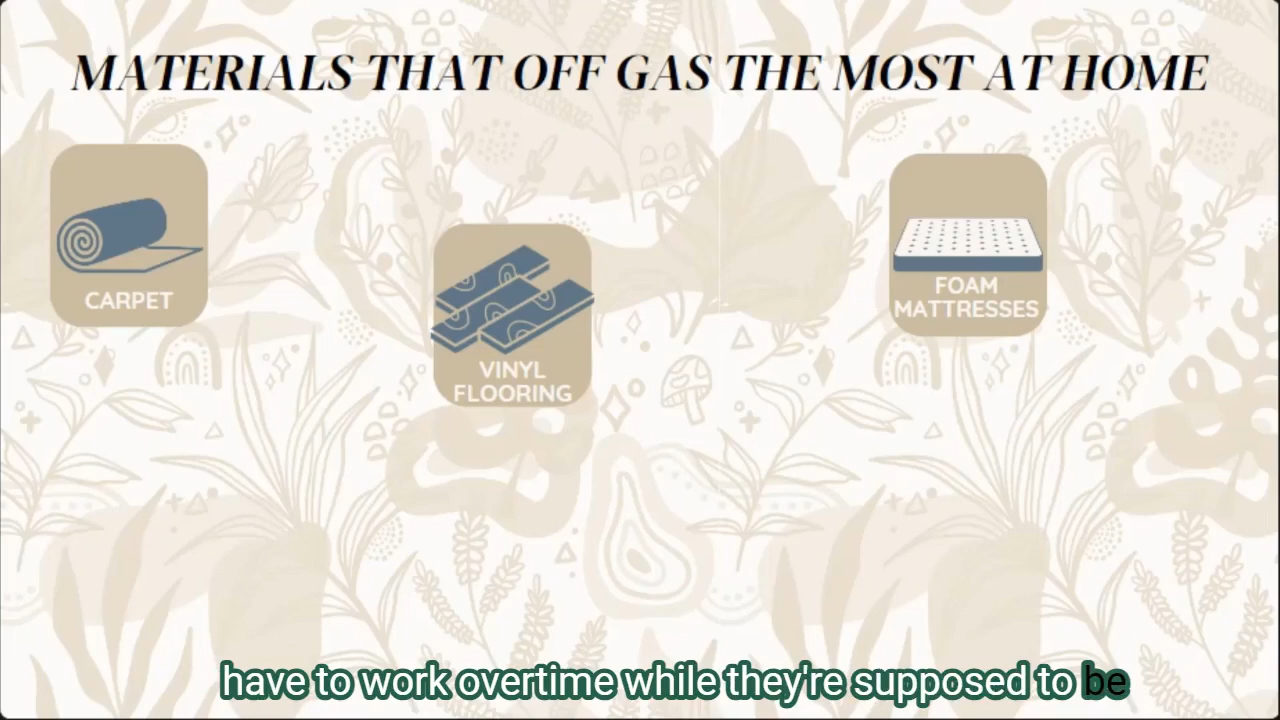 MATERIALS THAT OFF GAS THE MOST AT HOME
CARPET
VINYL
FLOORING
FOAM
MATTRESSES
have to work overtime while they're supposed to be